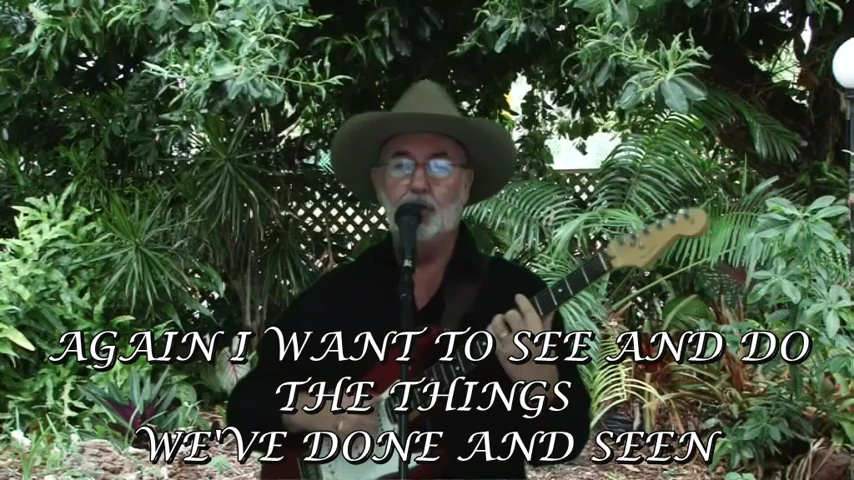 AGAIN I WANT TO SEE AND DO
THE THINGS
WE'VE DONE AND SEEN